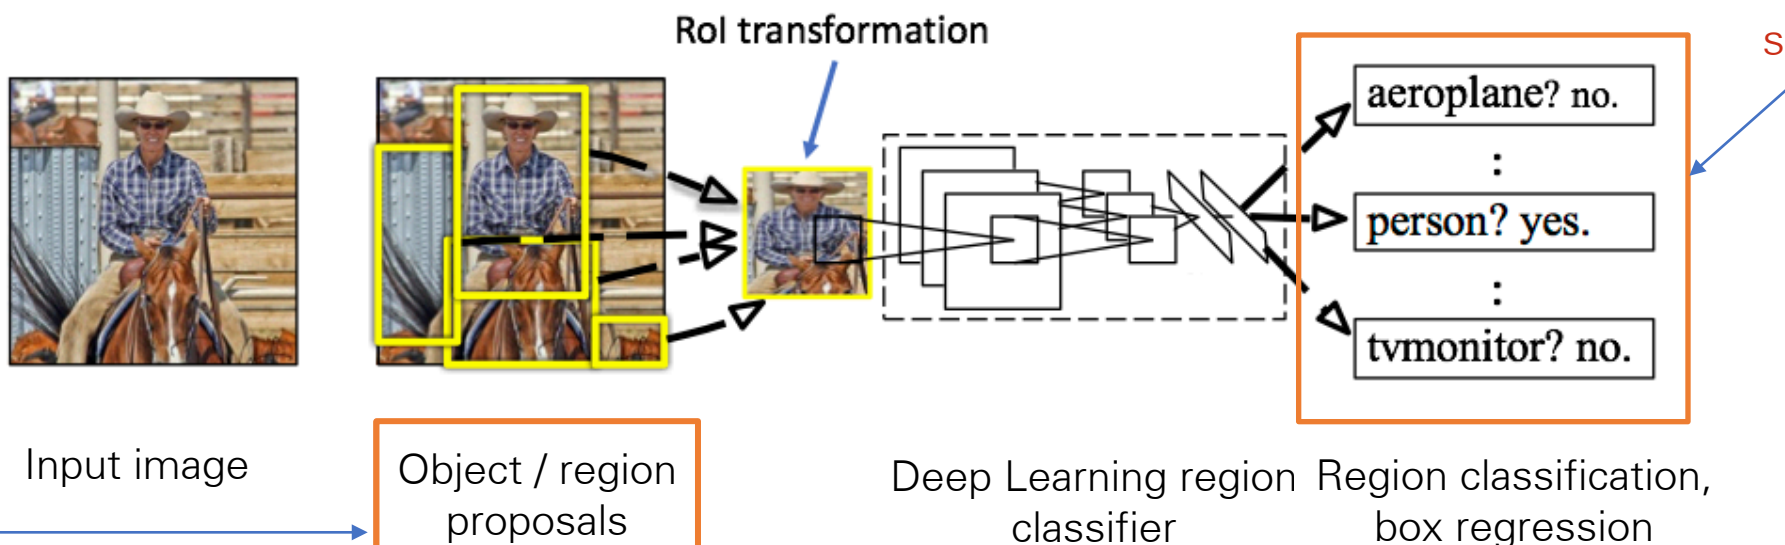 RoI transformation
S
aeroplane? no.
:
person? yes.
:
tvmonitor? no.
Input image
Object / region
proposals
Deep Learning region
classifier
Region classification,
box regression